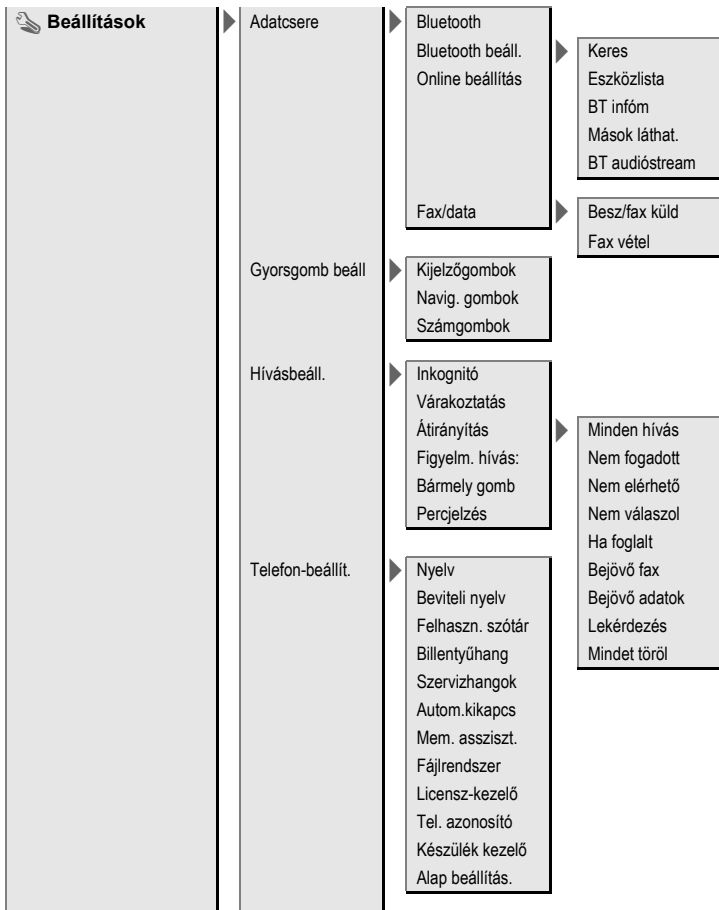 Beállítások
Adatcsere
Bluetooth
Bluetooth beáll.
Keres
Online beállítás
Eszközlista
BT infóm
Mások láthat.
BT audióstream
Fax/data
Besz/fax küld
Fax vétel
Gyorsgomb beáll
Kijelzőgombok
Navig. gombok
Számgombok
Hívásbeáll.
Inkognitó
Várakoztatás
Átirányítás
Minden hívás
Figyelm. hívás:
Nem fogadott
Bármely gomb
Nem elérhető
Percjelzés
Nem válaszol
Ha foglalt
Telefon-beállít.
Nyelv
Bejövő fax
Beviteli nyelv
Bejövő adatok
Felhaszn. szótár
Lekérdezés
Billentyűhang
Mindet töröl
Szervizhangok
Autom.kikapcs
Mem. assziszt.
Fájlrendszer
Licensz-kezelő
Tel. azonosító
Készülék kezelő
Alap beállítás.